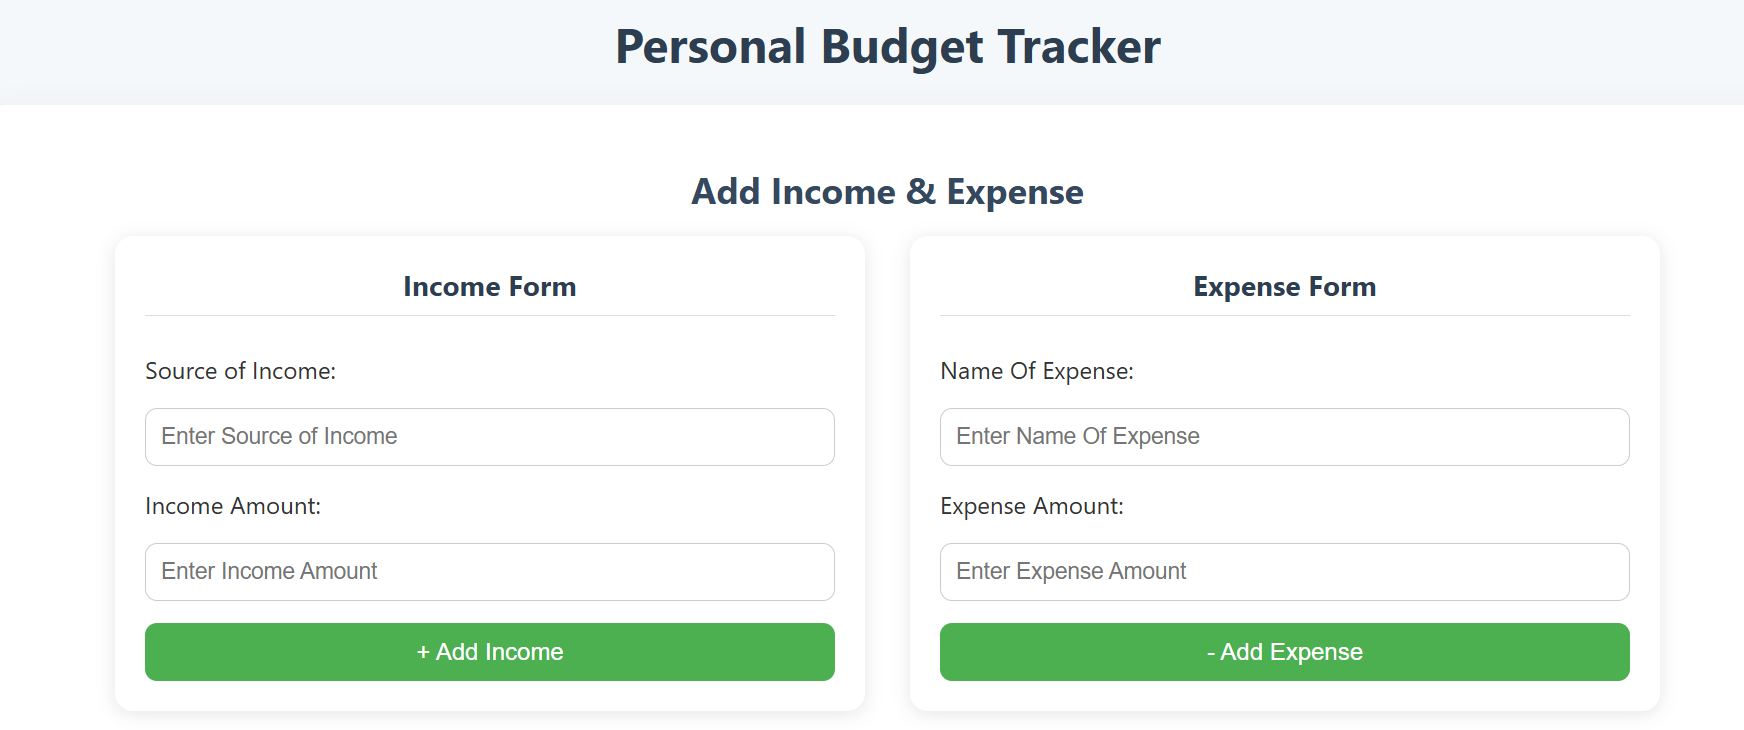 Personal Budget Tracker
Add Income & Expense
Income Form
Source of Income:
Enter Source of Income
Income Amount:
Enter Income Amount
+ Add Income
Expense Form
Name Of Expense:
Enter Name Of Expense
Expense Amount:
Enter Expense Amount
- Add Expense